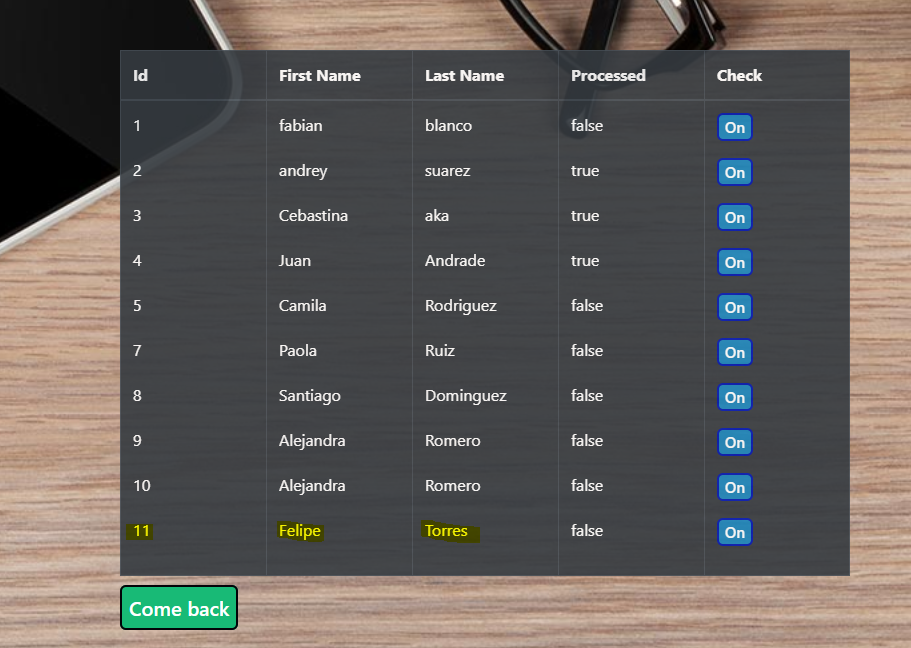 Id First Name Last Name Processed Check
1 fabian blanco false On
2 andrey suarez true On
3 Cebastina aka true On
4 Juan Andrade true On
5 Camila Rodriguez false On
7 Paola Ruiz false On
8 Santiago Dominguez false On
9 Alejandra Romero false On
10 Alejandra Romero false On
11 Felipe Torres false On
Come back